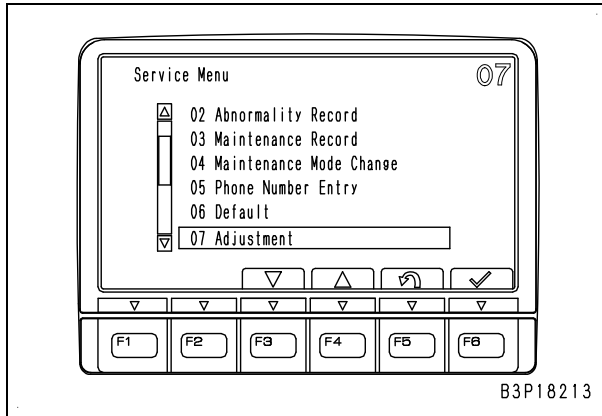 Service Menu 07
02 Abnormality Record
03 Maintenance Record
04 Maintenance Mode Change
05 Phone Number Entry
06 Default
07 Adjustment
F1 F2 F3 F4 F5 F6
B3P18213